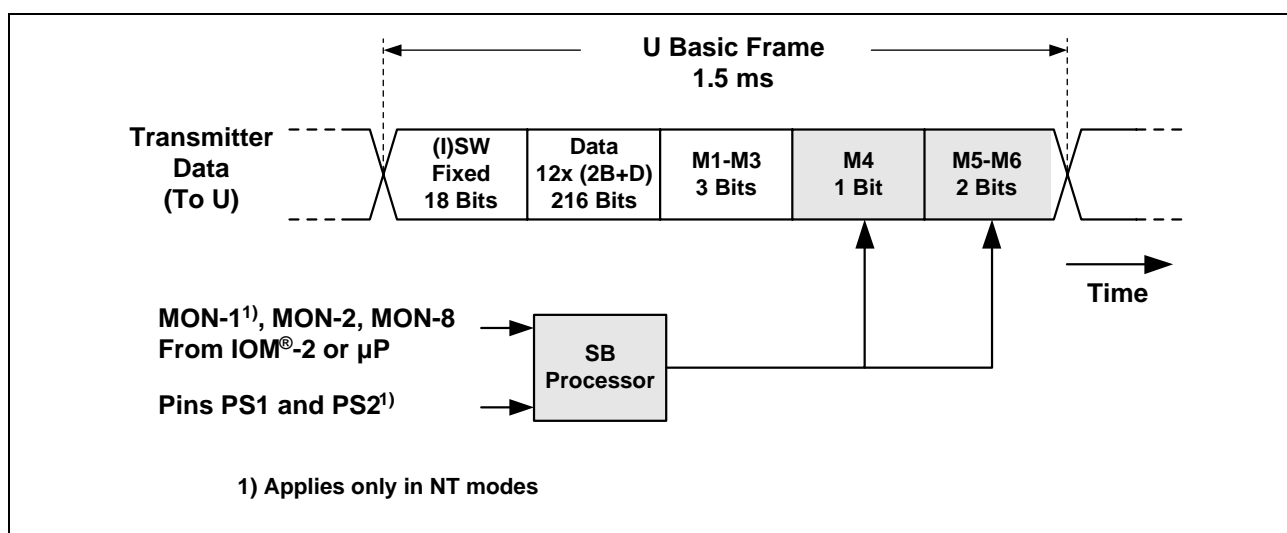 U Basic Frame
1.5 ms
Transmitter
Data
(To U)
(I)SW
Fixed
18 Bits
Data
12x (2B+D)
216 Bits
M1-M3
3 Bits
M4
1 Bit
M5-M6
2 Bits
Time
MON-1¹⁾, MON-2, MON-8
From IOM®-2 or µP
SB
Processor
Pins PS1 and PS2¹⁾
1) Applies only in NT modes